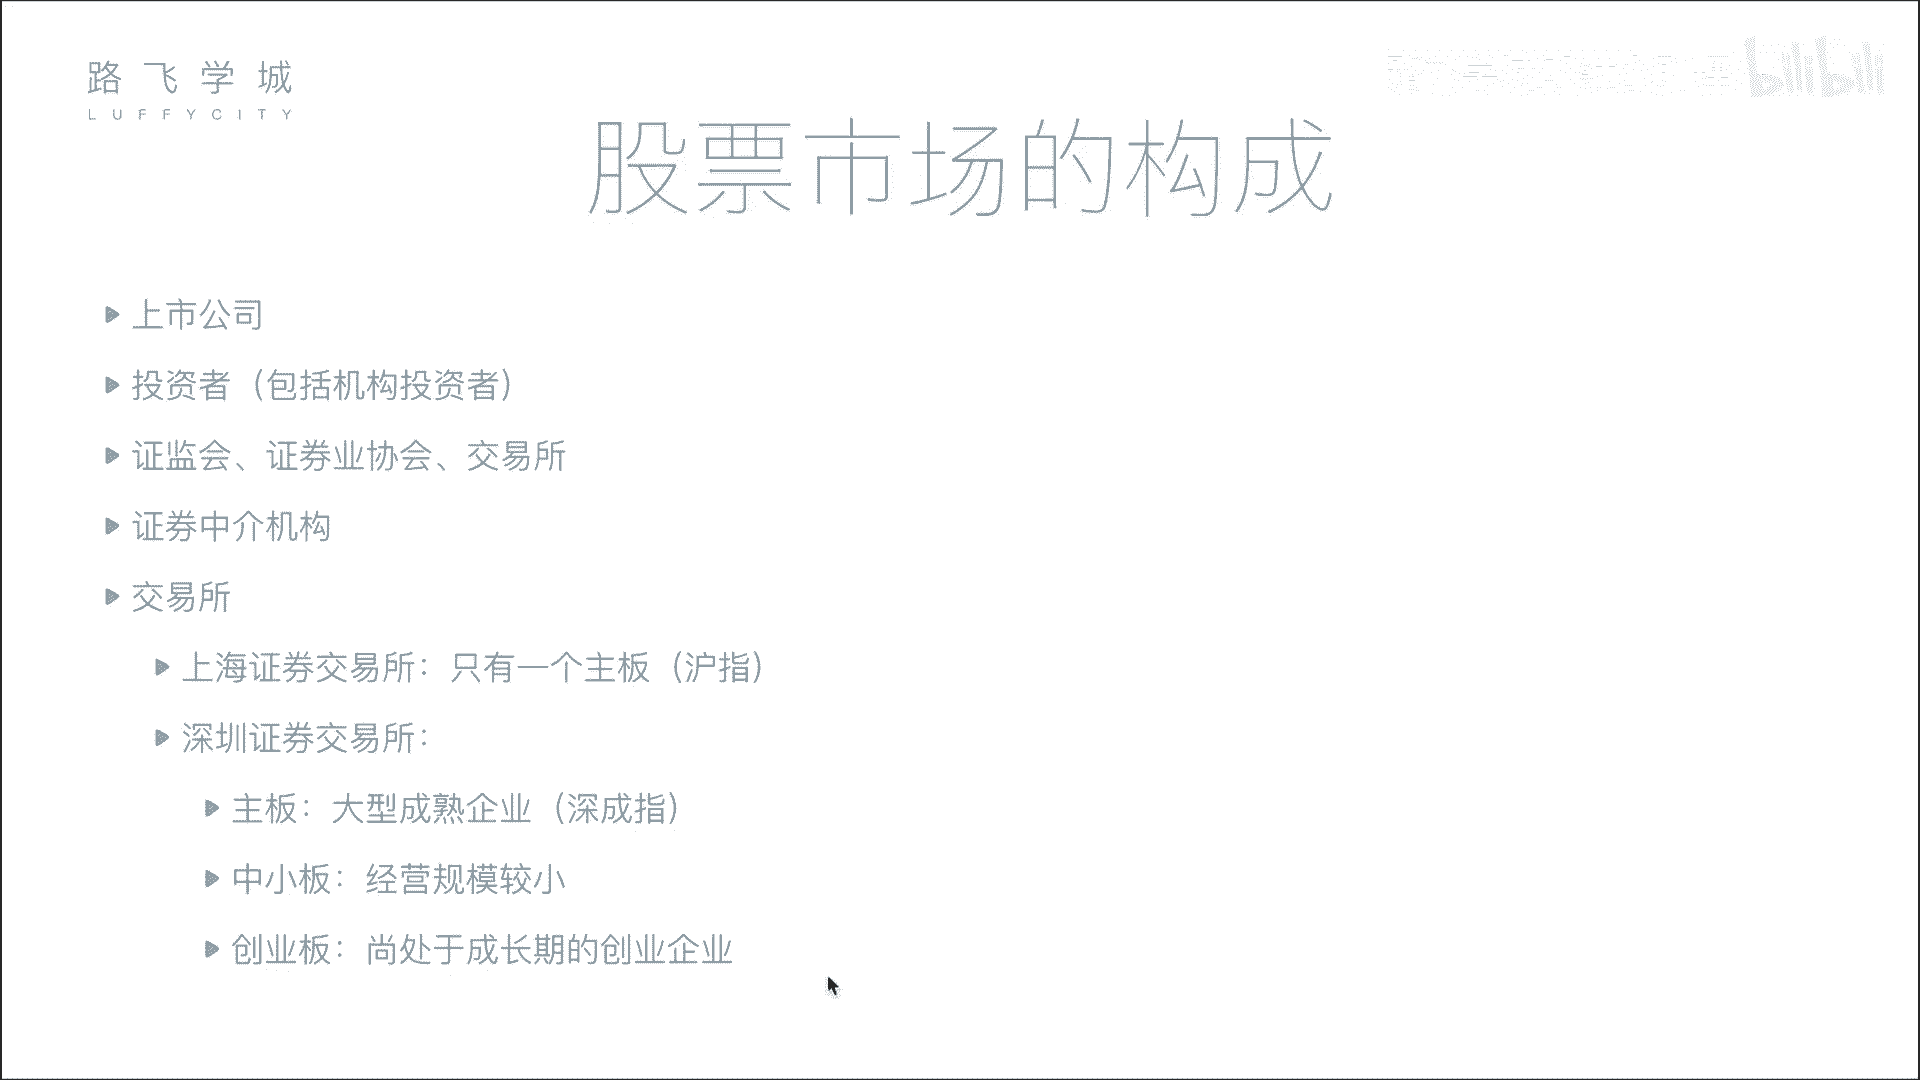 路飞学城
LUFFYCITY
bilibili
股票市场的构成
上市公司
投资者（包括机构投资者）
证监会、证券业协会、交易所
证券中介机构
交易所
上海证券交易所：只有一个主板（沪指）
深圳证券交易所：
主板：大型成熟企业（深成指）
中小板：经营规模较小
创业板：尚处于成长期的创业企业